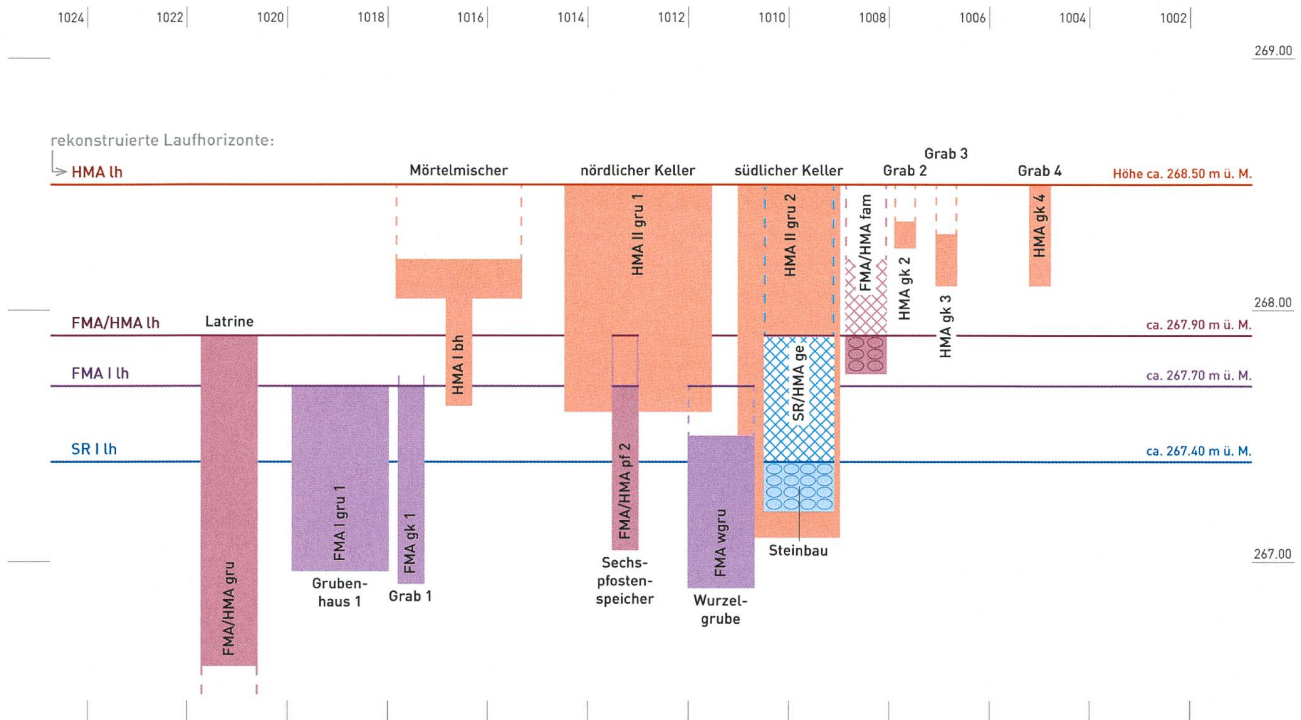 1024 1022 1020 1018 1016 1014 1012 1010 1008 1006 1004 1002
269.00
rekonstruierte Laufhorizonte:
Grab 3
HMA lh Mörtelmischer nördlicher Keller südlicher Keller Grab 2 Grab 4 Höhe ca. 268.50 m ü. M.
HMA II gru 1
HMA II gru 2
FMA/HMA fam
HMA gk 4
HMA gk 2
HMA gk 3
268.00
FMA/HMA lh Latrine ca. 267.90 m ü. M.
HMA I bh
SR/HMA ge
FMA I lh ca. 267.70 m ü. M.
SR I lh ca. 267.40 m ü. M.
FMA/HMA gru
FMA I gru 1
FMA gk 1
FMA/HMA pf 2
FMA wgru
Steinbau
267.00
Gruben-
haus 1
Grab 1
Sechs-
pfosten-
speicher
Wurzel-
grube